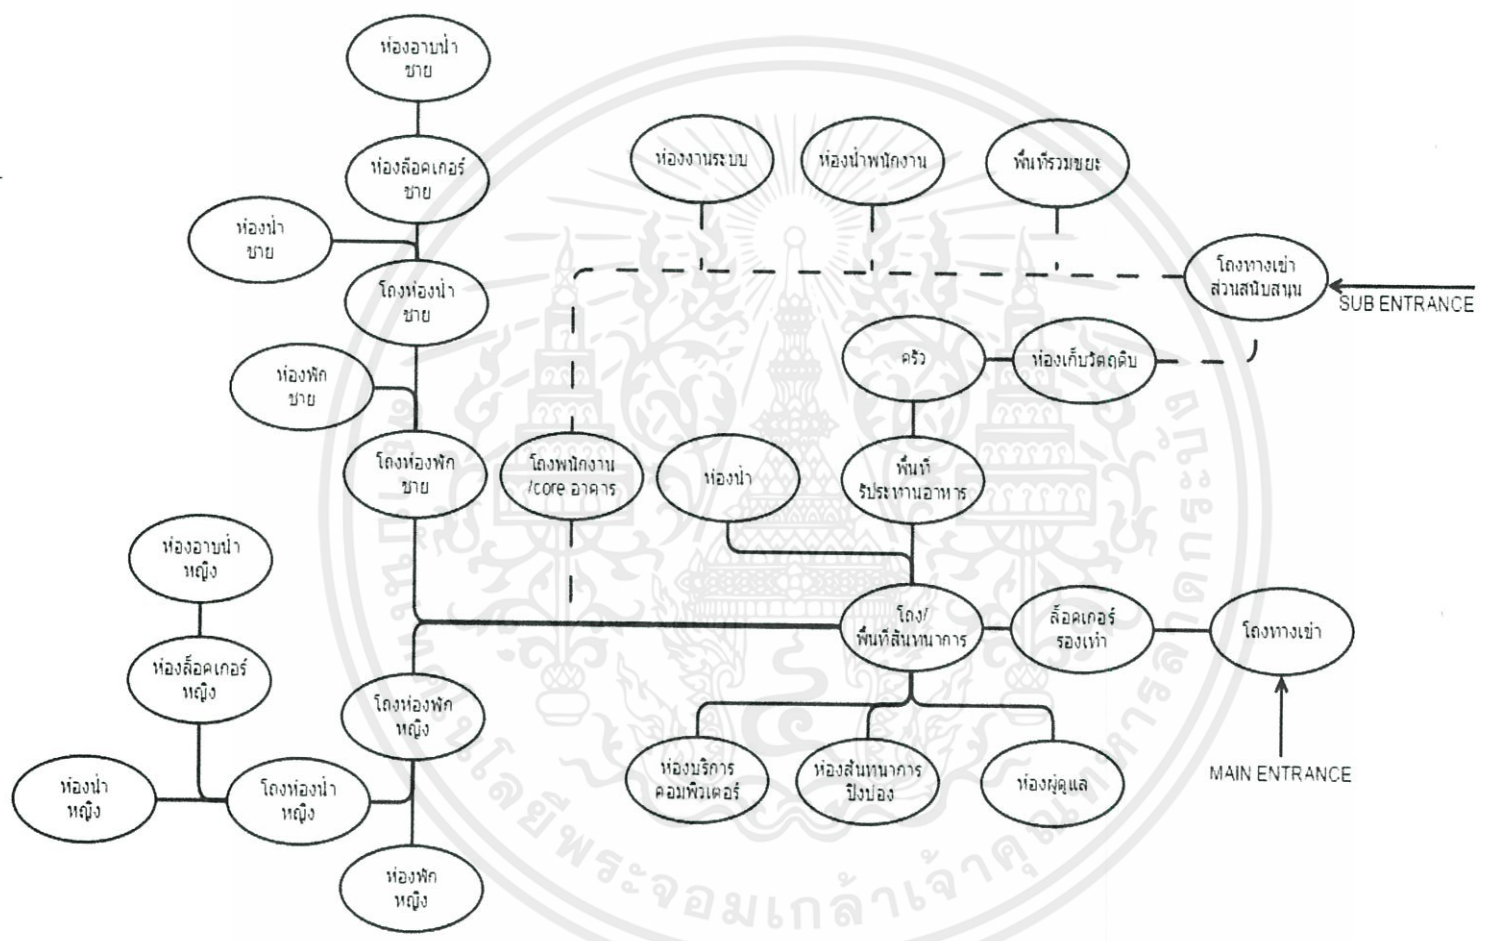 ห้องอาบน้ำ
ชาย
ห้องล็อคเกอร์
ชาย
ห้องน้ำ
ชาย
โถงห้องน้ำ
ชาย
ห้องพัก
ชาย
โถงห้องพัก
ชาย
ห้องงานระบบ
ห้องน้ำพนักงาน
พื้นที่รวมขยะ
โถงทางเข้า
ส่วนสนับสนุน
SUB ENTRANCE
ครัว
ห้องเก็บวัตถุดิบ
โถงพนักงาน
/core อาคาร
ห้องน้ำ
พื้นที่
รับประทานอาหาร
ห้องอาบน้ำ
หญิง
ห้องล็อคเกอร์
หญิง
โถงห้องพัก
หญิง
ห้องน้ำ
หญิง
โถงห้องน้ำ
หญิง
ห้องพัก
หญิง
โถง/
พื้นที่สันทนาการ
ล็อคเกอร์
รองเท้า
โถงทางเข้า
MAIN ENTRANCE
ห้องบริการ
คอมพิวเตอร์
ห้องสันทนาการ
ปิงปอง
ห้องผู้ดูแล